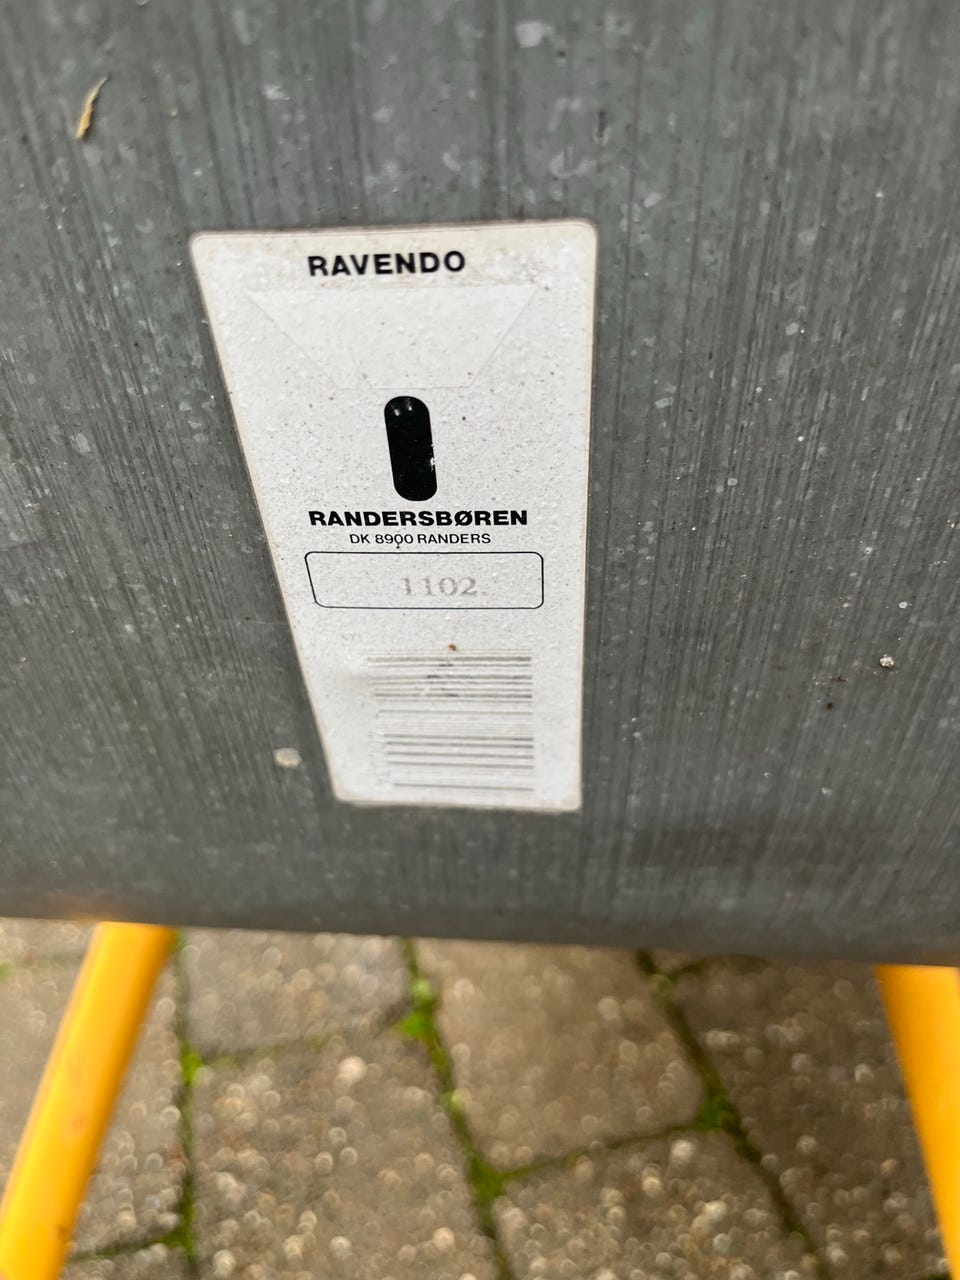 RAVENDO
RANDERSBØREN
DK 8900 RANDERS
1102.